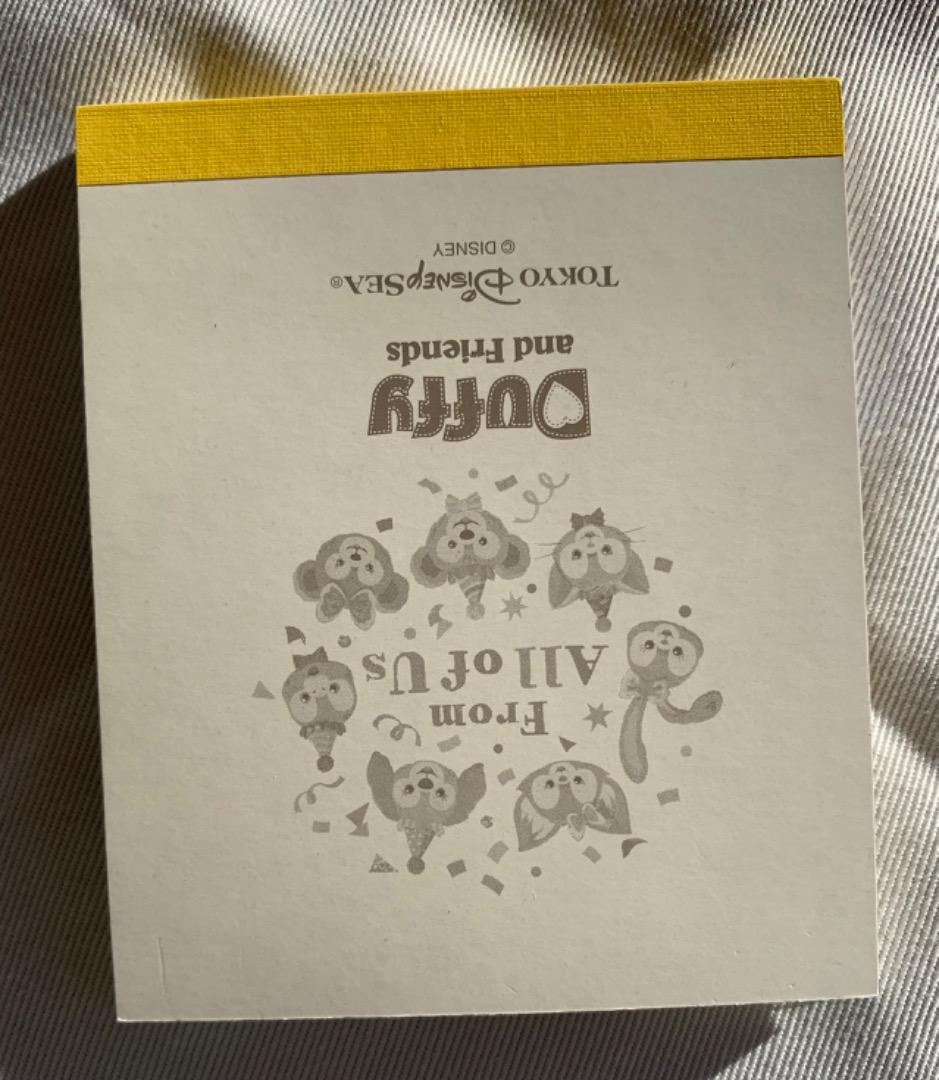 From
All of Us
Duffy
and Friends
TOKYO DISNEYSEA®
© DISNEY